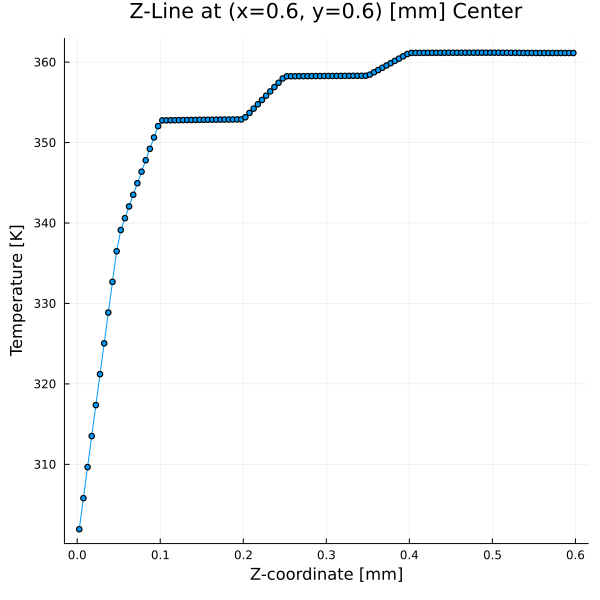 Z-Line at (x=0.6, y=0.6) [mm] Center
360
350
340
330
320
310
Temperature [K]
0.0 0.1 0.2 0.3 0.4 0.5 0.6
Z-coordinate [mm]